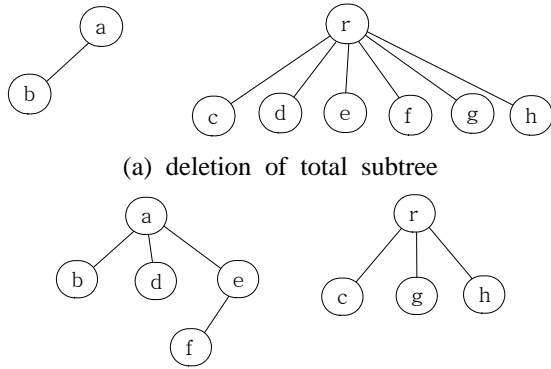 a r
b c d e f g h
(a) deletion of total subtree
a r
b d e c g h
f